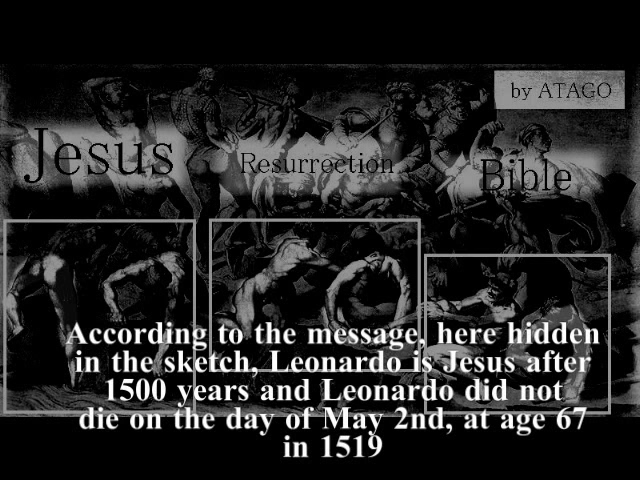 by ATAGO
Jesus
Resurrection
Bible
According to the message, here hidden
in the sketch, Leonardo is Jesus after
1500 years and Leonardo did not
die on the day of May 2nd, at age 67
in 1519